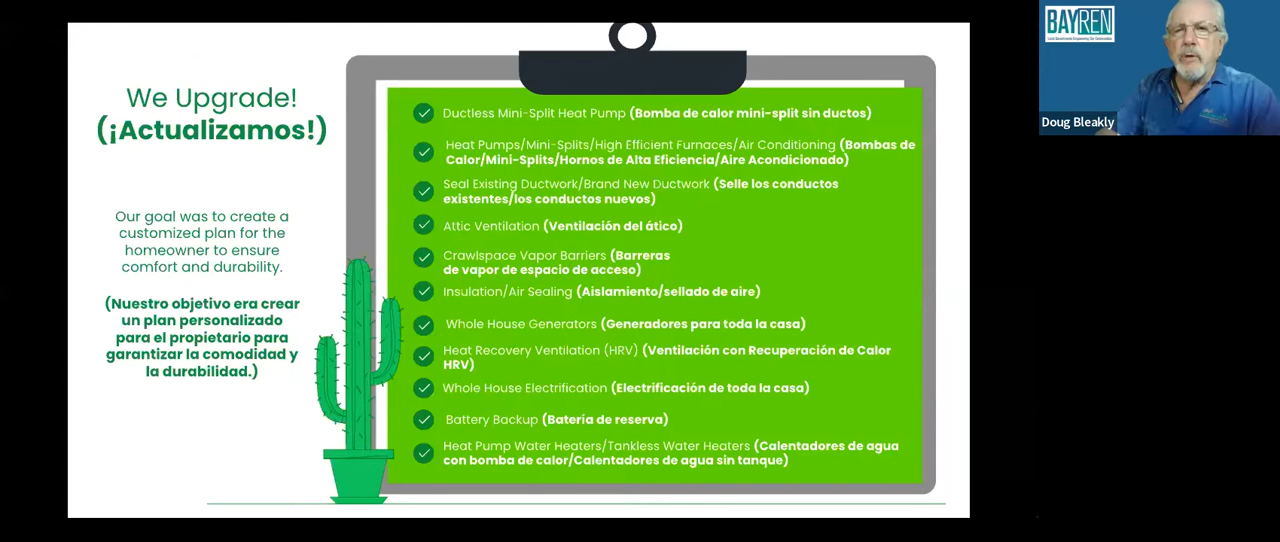 We Upgrade!
(¡Actualizamos!)
Our goal was to create a
customized plan for the
homeowner to ensure
comfort and durability.
(Nuestro objetivo era crear
un plan personalizado
para el propietario para
garantizar la comodidad y
la durabilidad.)
Ductless Mini-Split Heat Pump (Bomba de calor mini-split sin ductos)
Heat Pumps/Mini-Splits/High Efficient Furnaces/Air Conditioning (Bombas de
Calor/Mini-Splits/Hornos de Alta Eficiencia/Aire Acondicionado)
Seal Existing Ductwork/Brand New Ductwork (Selle los conductos
existentes/los conductos nuevos)
Attic Ventilation (Ventilación del ático)
Crawlspace Vapor Barriers (Barreras
de vapor de espacio de acceso)
Insulation/Air Sealing (Aislamiento/sellado de aire)
Whole House Generators (Generadores para toda la casa)
Heat Recovery Ventilation (HRV) (Ventilación con Recuperación de Calor
HRV)
Whole House Electrification (Electrificación de toda la casa)
Battery Backup (Batería de reserva)
Heat Pump Water Heaters/Tankless Water Heaters (Calentadores de agua
con bomba de calor/Calentadores de agua sin tanque)
BAYREN
Doug Bleakly